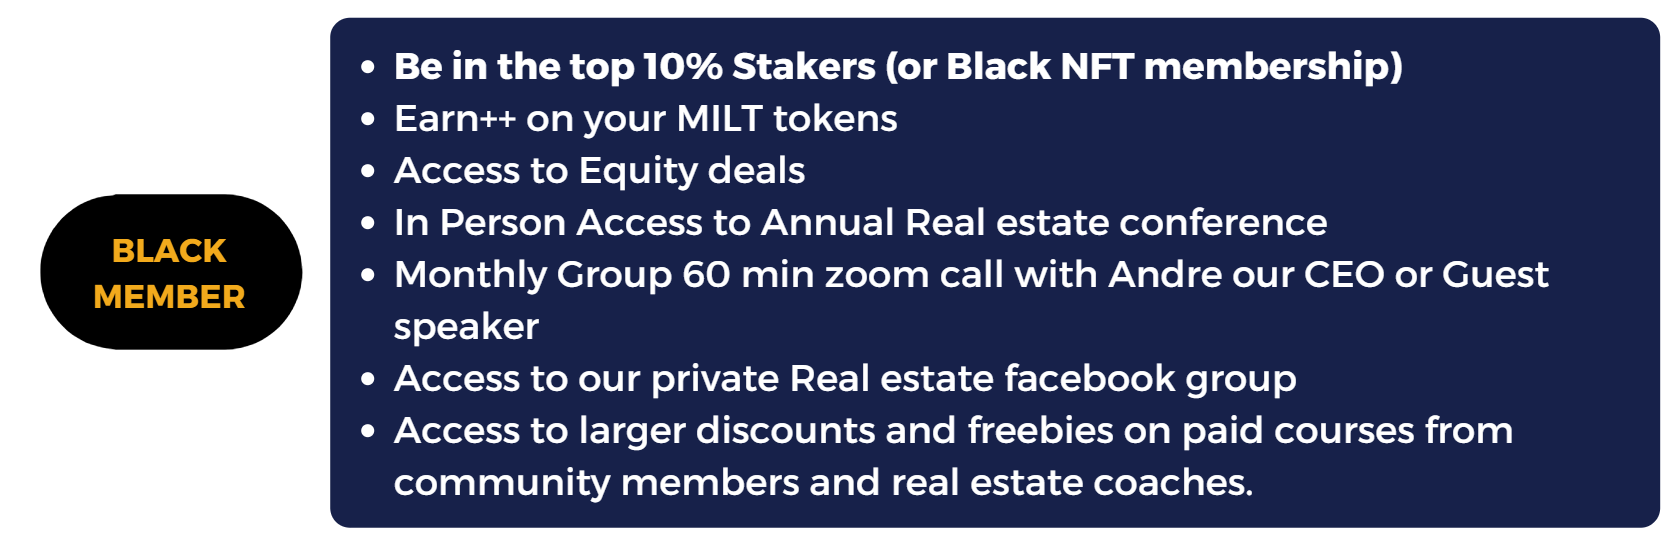 BLACK
MEMBER
• Be in the top 10% Stakers (or Black NFT membership)
• Earn++ on your MILT tokens
• Access to Equity deals
• In Person Access to Annual Real estate conference
• Monthly Group 60 min zoom call with Andre our CEO or Guest
speaker
• Access to our private Real estate facebook group
• Access to larger discounts and freebies on paid courses from
community members and real estate coaches.